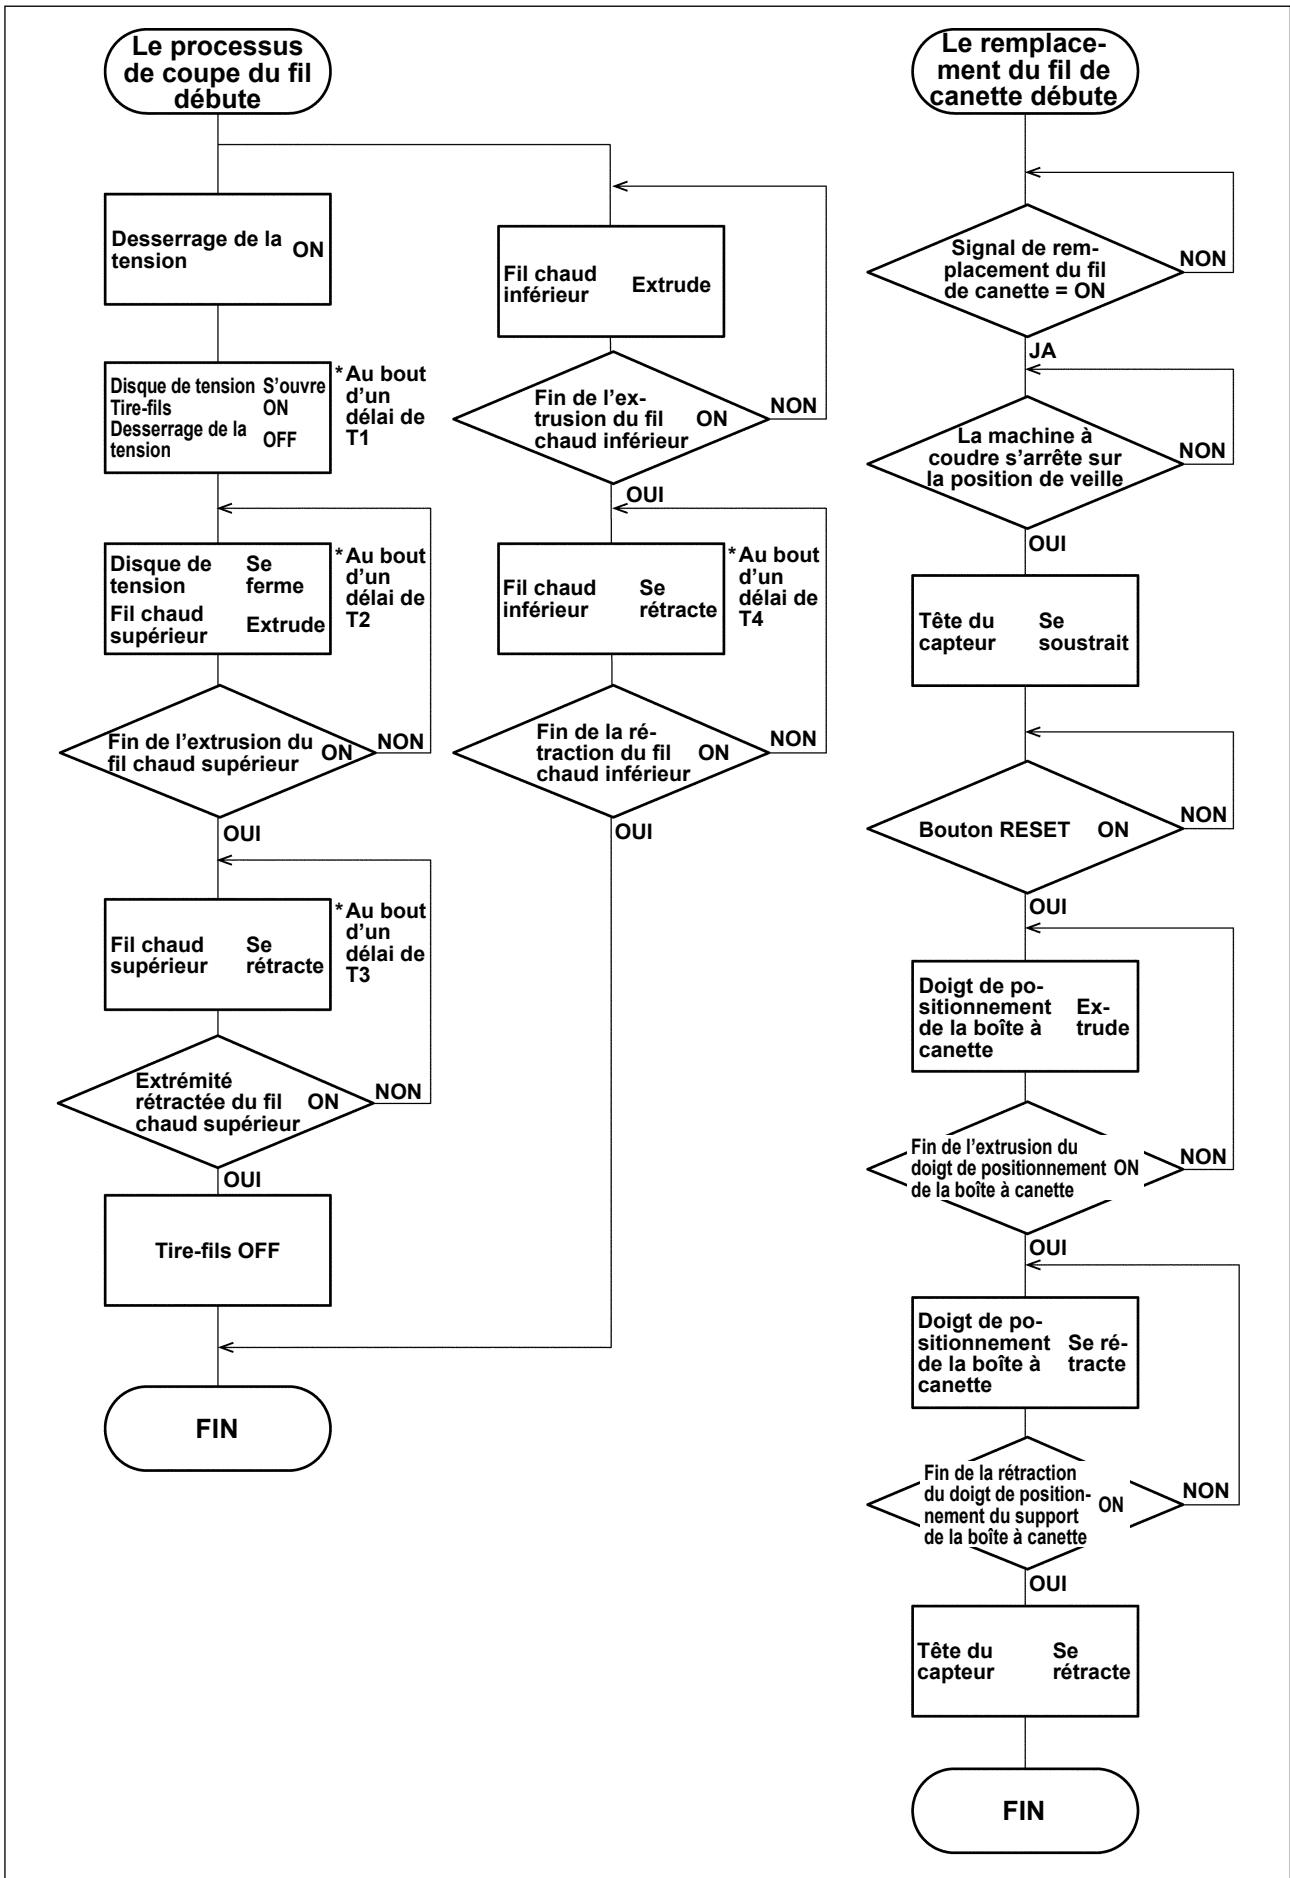 Le processus
de coupe du fil
débute
Desserrage de la
tension
ON
Disque de tension S'ouvre
Tire-fils ON
Desserrage de la
tension
OFF
*Au bout
d'un
délai de
T1
Disque de
tension
Se
ferme
Fil chaud
supérieur
Extrude
*Au bout
d'un
délai de
T2
Fin de l'extrusion du
fil chaud supérieur
ON
NON
OUI
Fil chaud
supérieur
Se
rétracte
*Au bout
d'un
délai de
T3
Extrémité
rétractée du fil
chaud supérieur
ON
NON
OUI
Tire-fils OFF
FIN
Fil chaud
inférieur
Extrude
Fin de l'ex-
trusion du fil
chaud inférieur
ON
NON
OUI
Fil chaud
inférieur
Se
rétracte
*Au bout
d'un
délai de
T4
Fin de la ré-
traction du fil
chaud inférieur
ON
NON
OUI
Le remplace-
ment du fil de
canette débute
Signal de rem-
placement du fil
de canette = ON
NON
JA
La machine à
coudre s'arrête sur
la position de veille
NON
OUI
Tête du
capteur
Se
soustrait
Bouton RESET ON
NON
OUI
Doigt de po-
sitionnement
de la boîte à
canette
Ex-
trude
Fin de l'extrusion du
doigt de positionnement
de la boîte à canette
ON
NON
OUI
Doigt de po-
sitionnement
de la boîte à
canette
Se ré-
tracte
Fin de la rétraction
du doigt de position-
nement du support
de la boîte à canette
ON
NON
OUI
Tête du
capteur
Se
rétracte
FIN